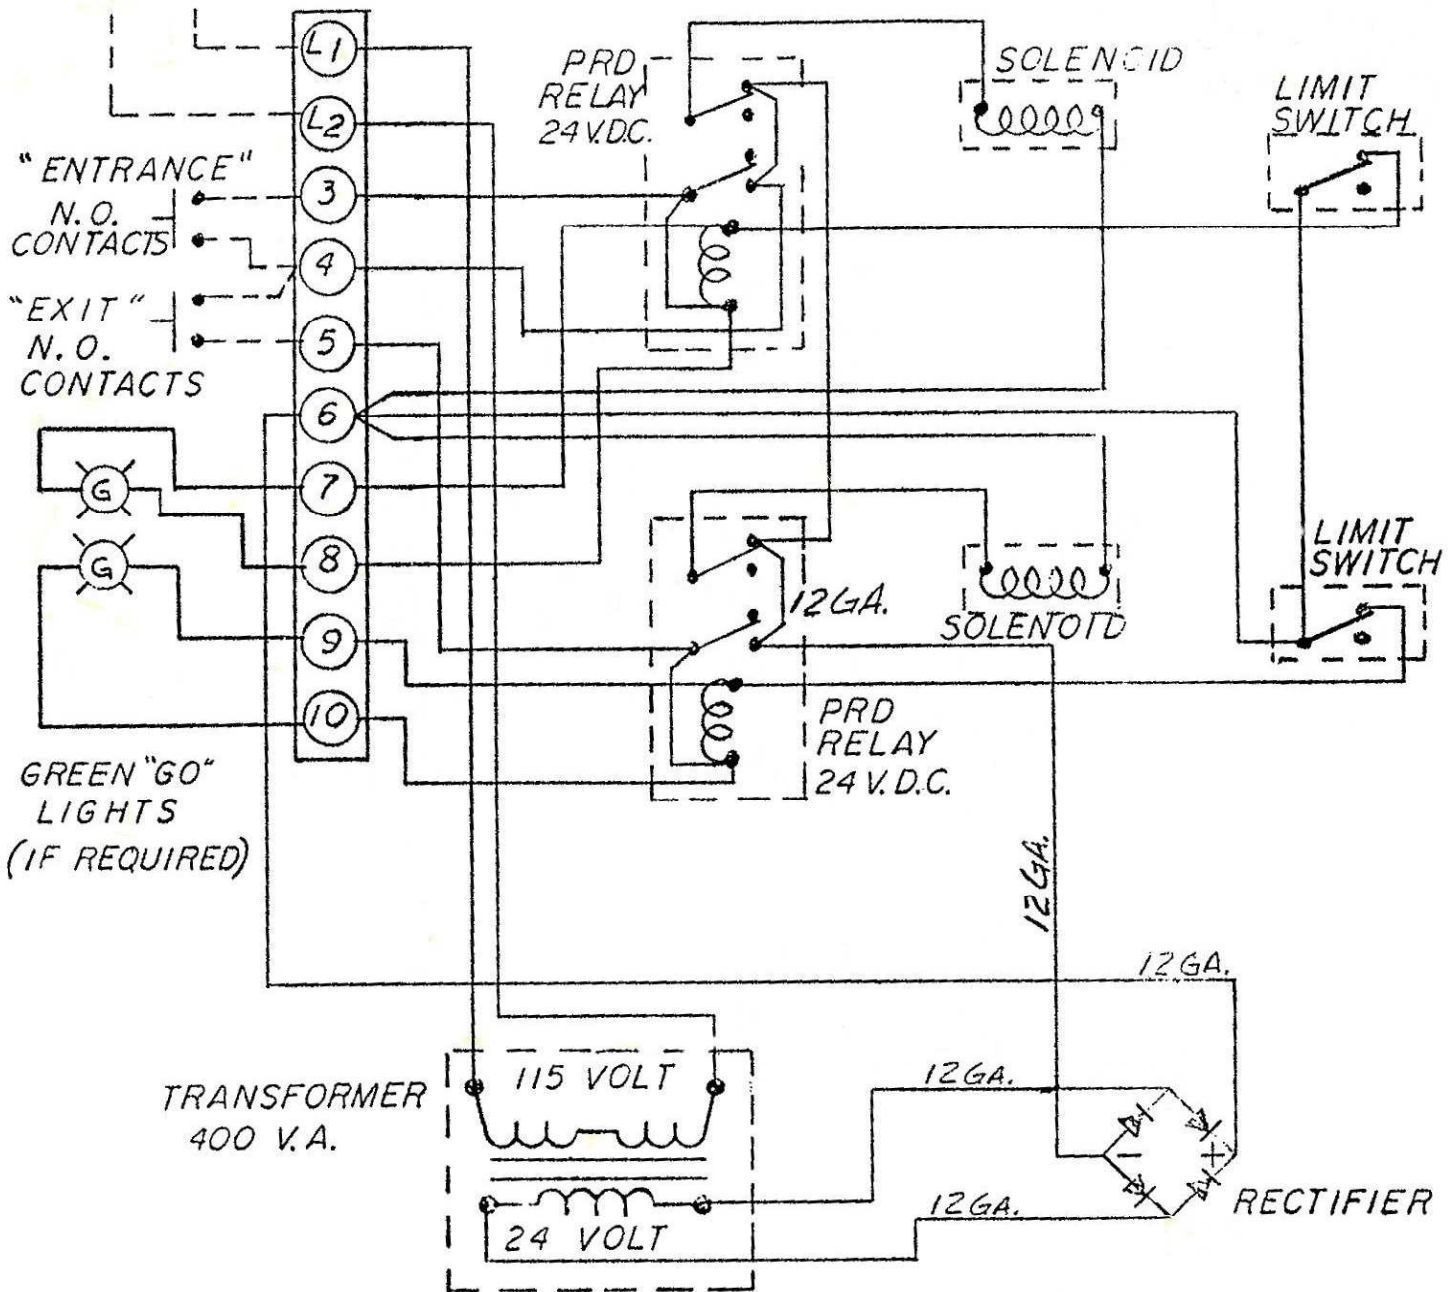 L1
PRD
RELAY
24 V.D.C.
SOLENOID
LIMIT
SWITCH
L2
"ENTRANCE"
N.O.
CONTACTS
3
4
"EXIT"
N.O.
CONTACTS
5
6
G
7
G
8
LIMIT
SWITCH
12GA.
SOLENOID
9
10
PRD
RELAY
24 V.D.C.
GREEN "GO"
LIGHTS
(IF REQUIRED)
12GA.
12GA.
TRANSFORMER
400 V.A.
115 VOLT
24 VOLT
12GA.
12GA.
- +
RECTIFIER